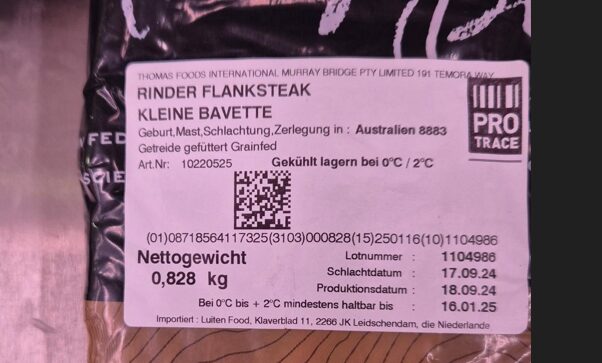 THOMAS FOODS INTERNATIONAL MURRAY BRIDGE PTY LIMITED 191 TEMORA WAY
RINDER FLANKSTEAK
KLEINE BAVETTE
Geburt,Mast,Schlachtung,Zerlegung in : Australien 8883
Getreide gefüttert Grainfed
Art.Nr: 10220525 Gekühlt lagern bei 0°C / 2°C
PRO
TRACE
FED
SCIE
(01)08718564117325(3103)000828(15)250116(10)1104986
Nettogewicht
0,828 kg
Lotnummer : 1104986
Schlachtdatum : 17.09.24
Produktionsdatum : 18.09.24
Bei 0°C bis + 2°C mindestens haltbar bis : 16.01.25
Importiert : Luiten Food, Klaverblad 11, 2266 JK Leidschendam, die Niederlande